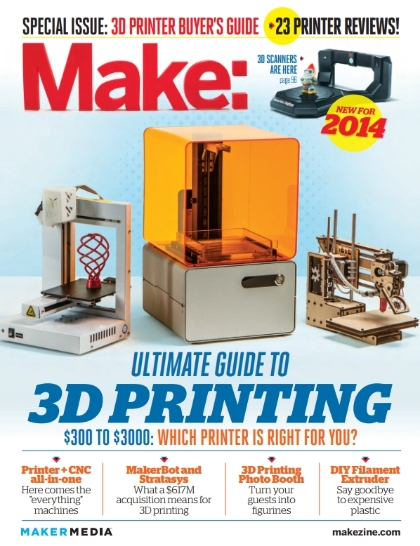 SPECIAL ISSUE: 3D PRINTER BUYER'S GUIDE •23 PRINTER REVIEWS!
Make:
3D SCANNERS
ARE HERE
page 96
NEW FOR
2014
ULTIMATE GUIDE TO
3D PRINTING
$300 TO $3000: WHICH PRINTER IS RIGHT FOR YOU?
Printer + CNC
all-in-one
Here comes the
"everything"
machines
MakerBot and
Stratasys
What a $617M
acquisition means for
3D printing
3D Printing
Photo Booth
Turn your
guests into
figurines
DIY Filament
Extruder
Say goodbye
to expensive
plastic
MAKERMEDIA
makezine.com